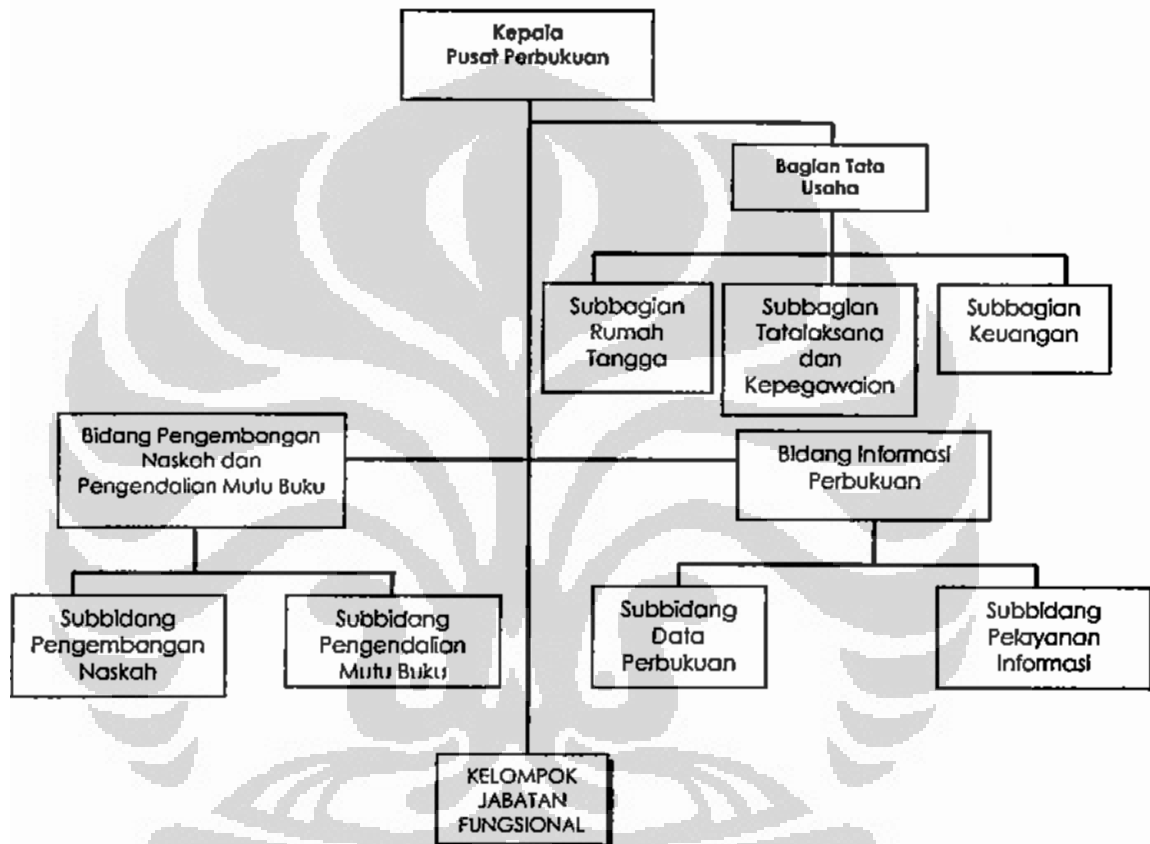 Kepala
Pusat Perbukuan
Bagian Tata
Usaha
Subbagian
Rumah
Tangga
Subbagian
Tatalaksana
dan
Kepegawaion
Subbagian
Keuangan
Bidang Pengembangan
Naskah dan
Pengendalian Mutu Buku
Bidang Informasi
Perbukuan
Subbidang
Pengembangan
Naskah
Subbidang
Pengendalian
Mutu Buku
Subbidang
Data
Perbukuan
Subbidang
Pelayanan
Informasi
KELOMPOK
JABATAN
FUNGSIONAL